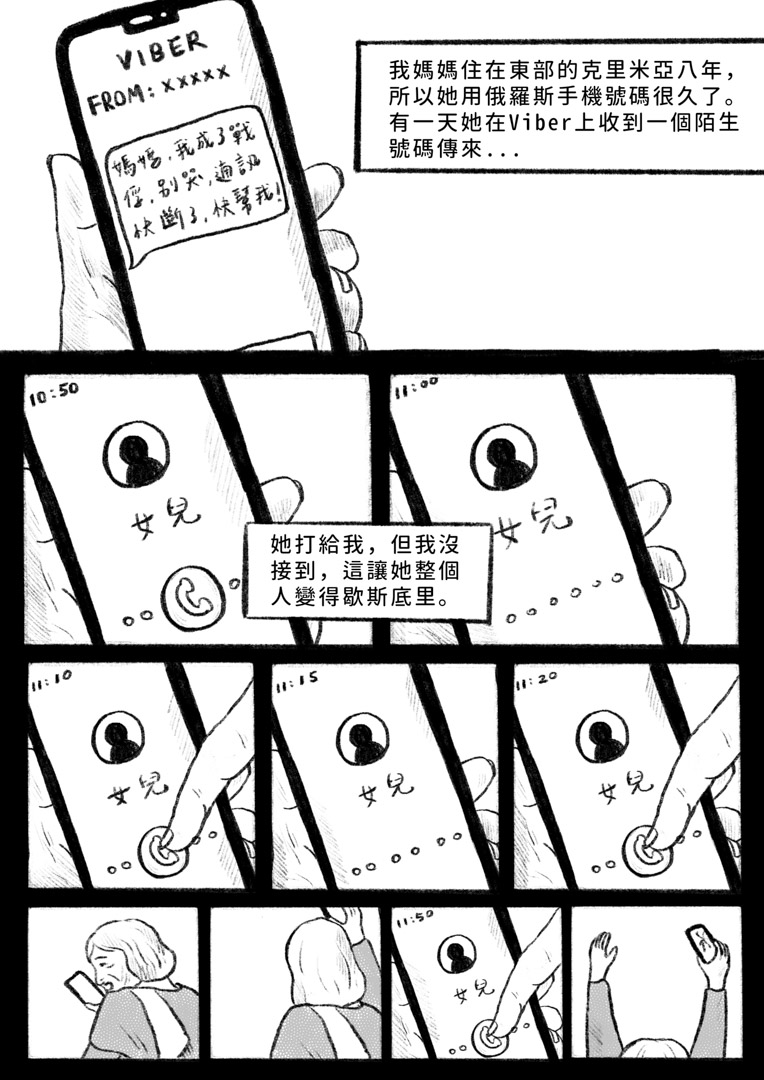 VIBER
FROM: xxxxx
媽媽,我成了戰
俘,别哭,通訊
快斷了,快幫我!
我媽媽住在東部的克里米亞八年,
所以她用俄羅斯手機號碼很久了。
有一天她在Viber上收到一個陌生
號碼傳來...
10:50
女兒
11:00
女兒
她打給我,但我沒
接到,這讓她整個
人變得歇斯底里。
11:10
女兒
11:15
女兒
11:20
女兒
11:50
女兒